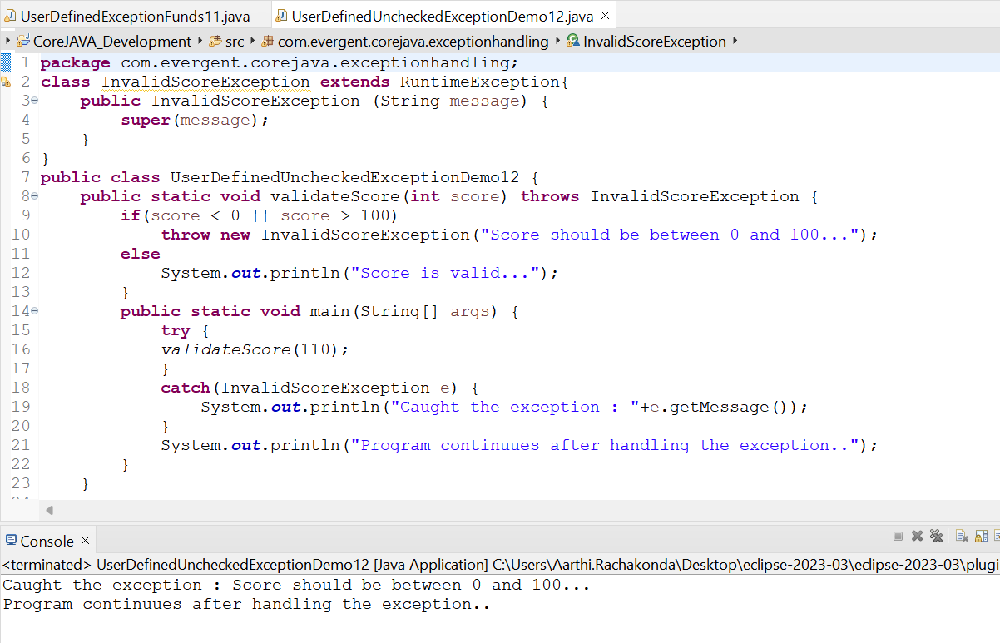 UserDefinedExceptionFunds11.java UserDefinedUncheckedExceptionDemo12.java
CoreJAVA_Development src com.evergent.corejava.exceptionhandling InvalidScoreException
1 package com.evergent.corejava.exceptionhandling;
2 class InvalidScoreException extends RuntimeException{
3 public InvalidScoreException (String message) {
4 super(message);
5 }
6 }
7 public class UserDefinedUncheckedExceptionDemo12 {
8 public static void validateScore(int score) throws InvalidScoreException {
9 if(score < 0 || score > 100)
10 throw new InvalidScoreException("Score should be between 0 and 100...");
11 else
12 System.out.println("Score is valid...");
13 }
14 public static void main(String[] args) {
15 try {
16 validateScore(110);
17 }
18 catch(InvalidScoreException e) {
19 System.out.println("Caught the exception : "+e.getMessage());
20 }
21 System.out.println("Program continuues after handling the exception..");
22 }
23 }
Console
<terminated> UserDefinedUncheckedExceptionDemo12 [Java Application] C:\Users\Aarthi.Rachakonda\Desktop\eclipse-2023-03\eclipse-2023-03\plugi
Caught the exception : Score should be between 0 and 100...
Program continuues after handling the exception..